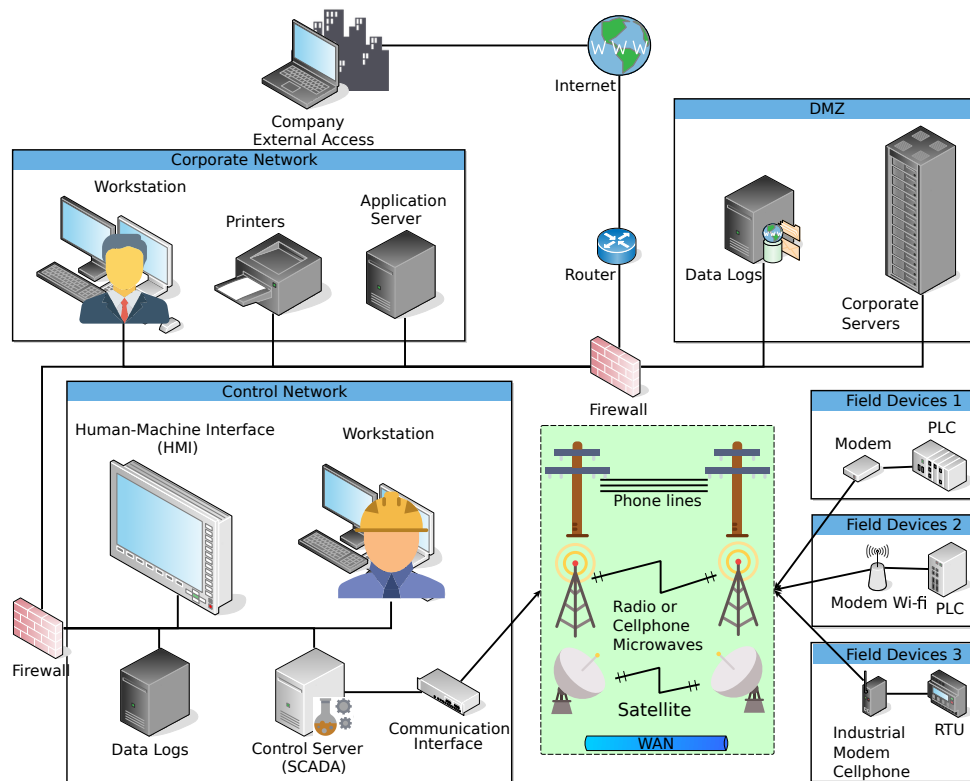 W W W
Internet
Company
External Access
DMZ
Corporate Network
Workstation
Printers
Application
Server
Router
Data Logs
Corporate
Servers
Firewall
Control Network
Human-Machine Interface
(HMI)
Workstation
Firewall
Data Logs
Control Server
(SCADA)
Communication
Interface
Phone lines
Radio or
Cellphone
Microwaves
Satellite
WAN
Field Devices 1
PLC
Modem
Field Devices 2
Modem Wi-fi
PLC
Field Devices 3
Industrial
Modem
Cellphone
RTU